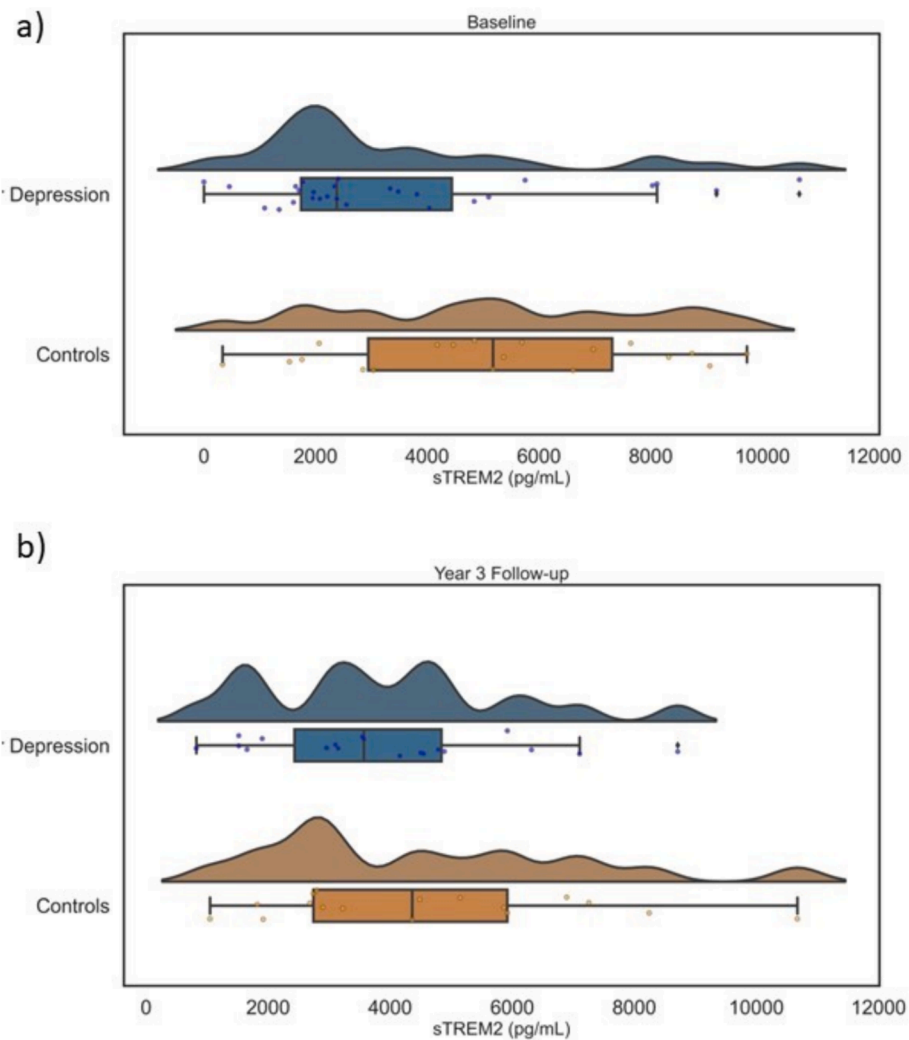 a)
Baseline
Depression
Controls
0 2000 4000 6000 8000 10000 12000
sTREM2 (pg/mL)
b)
Year 3 Follow-up
Depression
Controls
0 2000 4000 6000 8000 10000 12000
sTREM2 (pg/mL)